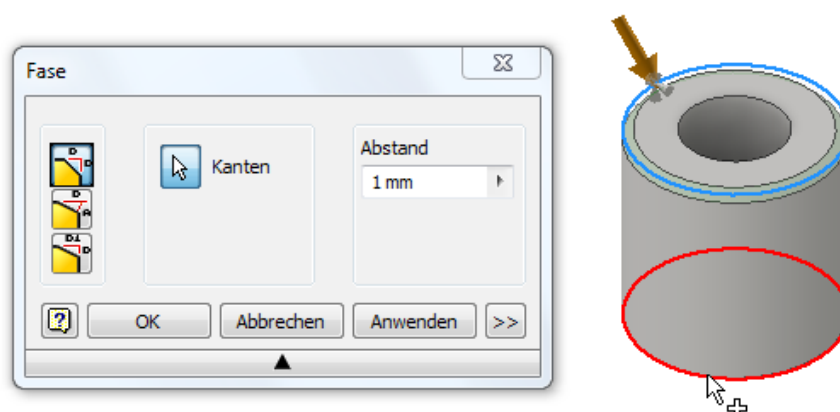 Fase
Kanten
Abstand
1 mm
OK
Abbrechen
Anwenden
>>